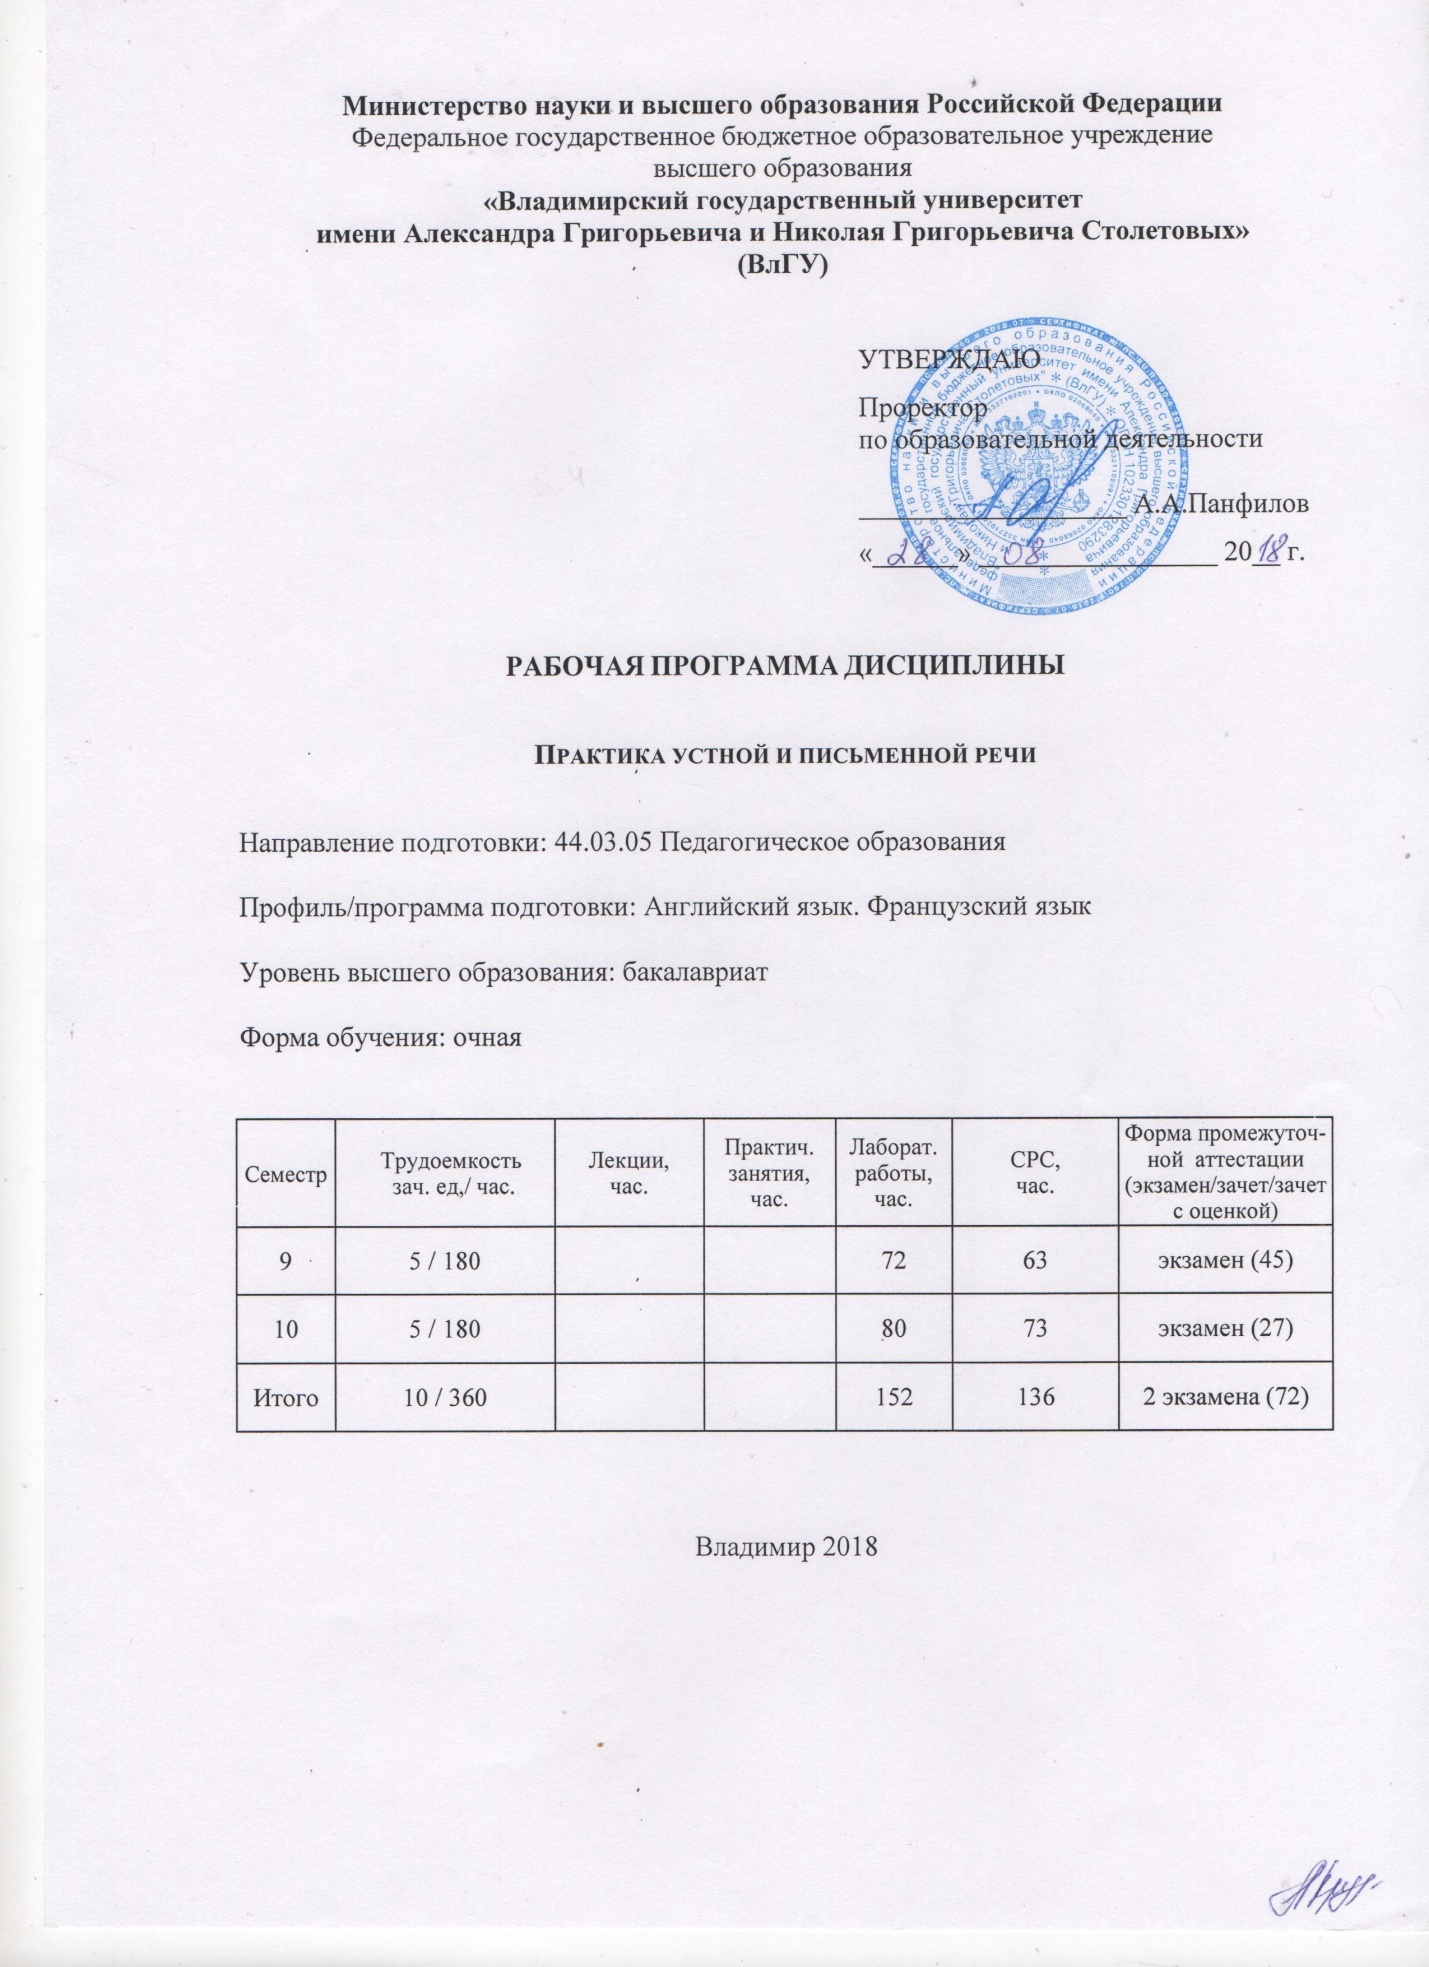 Министерство науки и высшего образования Российской Федерации
Федеральное государственное бюджетное образовательное учреждение
высшего образования
«Владимирский государственный университет
имени Александра Григорьевича и Николая Григорьевича Столетовых»
(ВлГУ)
УТВЕРЖДАЮ
Проректор
по образовательной деятельности
А.А.Панфилов
«28» 08 2018 г.
РАБОЧАЯ ПРОГРАММА ДИСЦИПЛИНЫ
ПРАКТИКА УСТНОЙ И ПИСЬМЕННОЙ РЕЧИ
Направление подготовки: 44.03.05 Педагогическое образования
Профиль/программа подготовки: Английский язык. Французский язык
Уровень высшего образования: бакалавриат
Форма обучения: очная
Семестр
Трудоемкость
зач. ед,/ час.
Лекции,
час.
Практич.
занятия,
час.
Лаборат.
работы,
час.
СРС,
час.
Форма промежуточ-
ной аттестации
(экзамен/зачет/зачет
с оценкой)
9 5 / 180 72 63 экзамен (45)
10 5 / 180 80 73 экзамен (27)
Итого 10 / 360 152 136 2 экзамена (72)
Владимир 2018